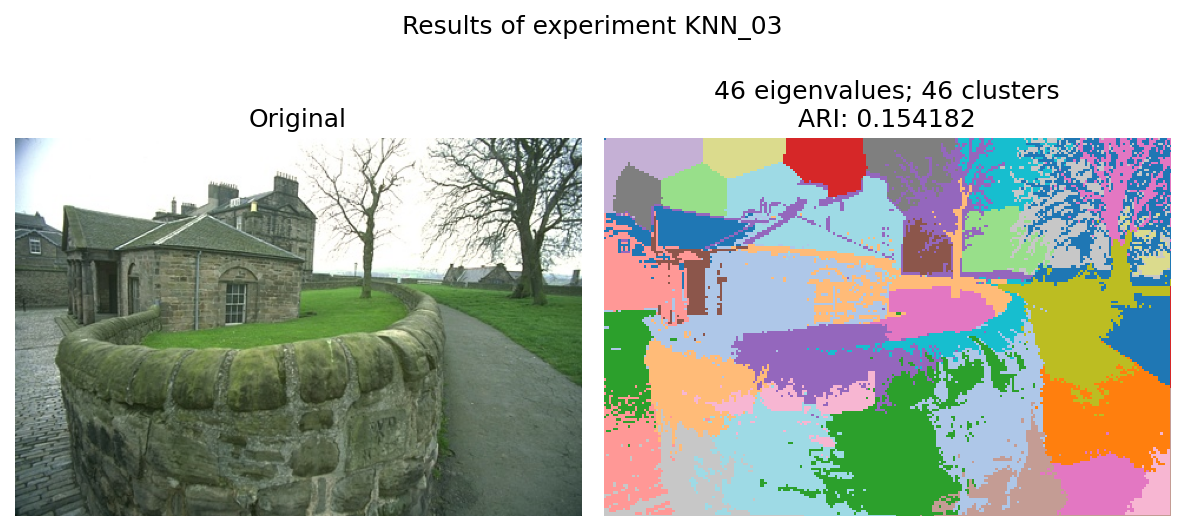 Results of experiment KNN_03
Original
46 eigenvalues; 46 clusters
ARI: 0.154182